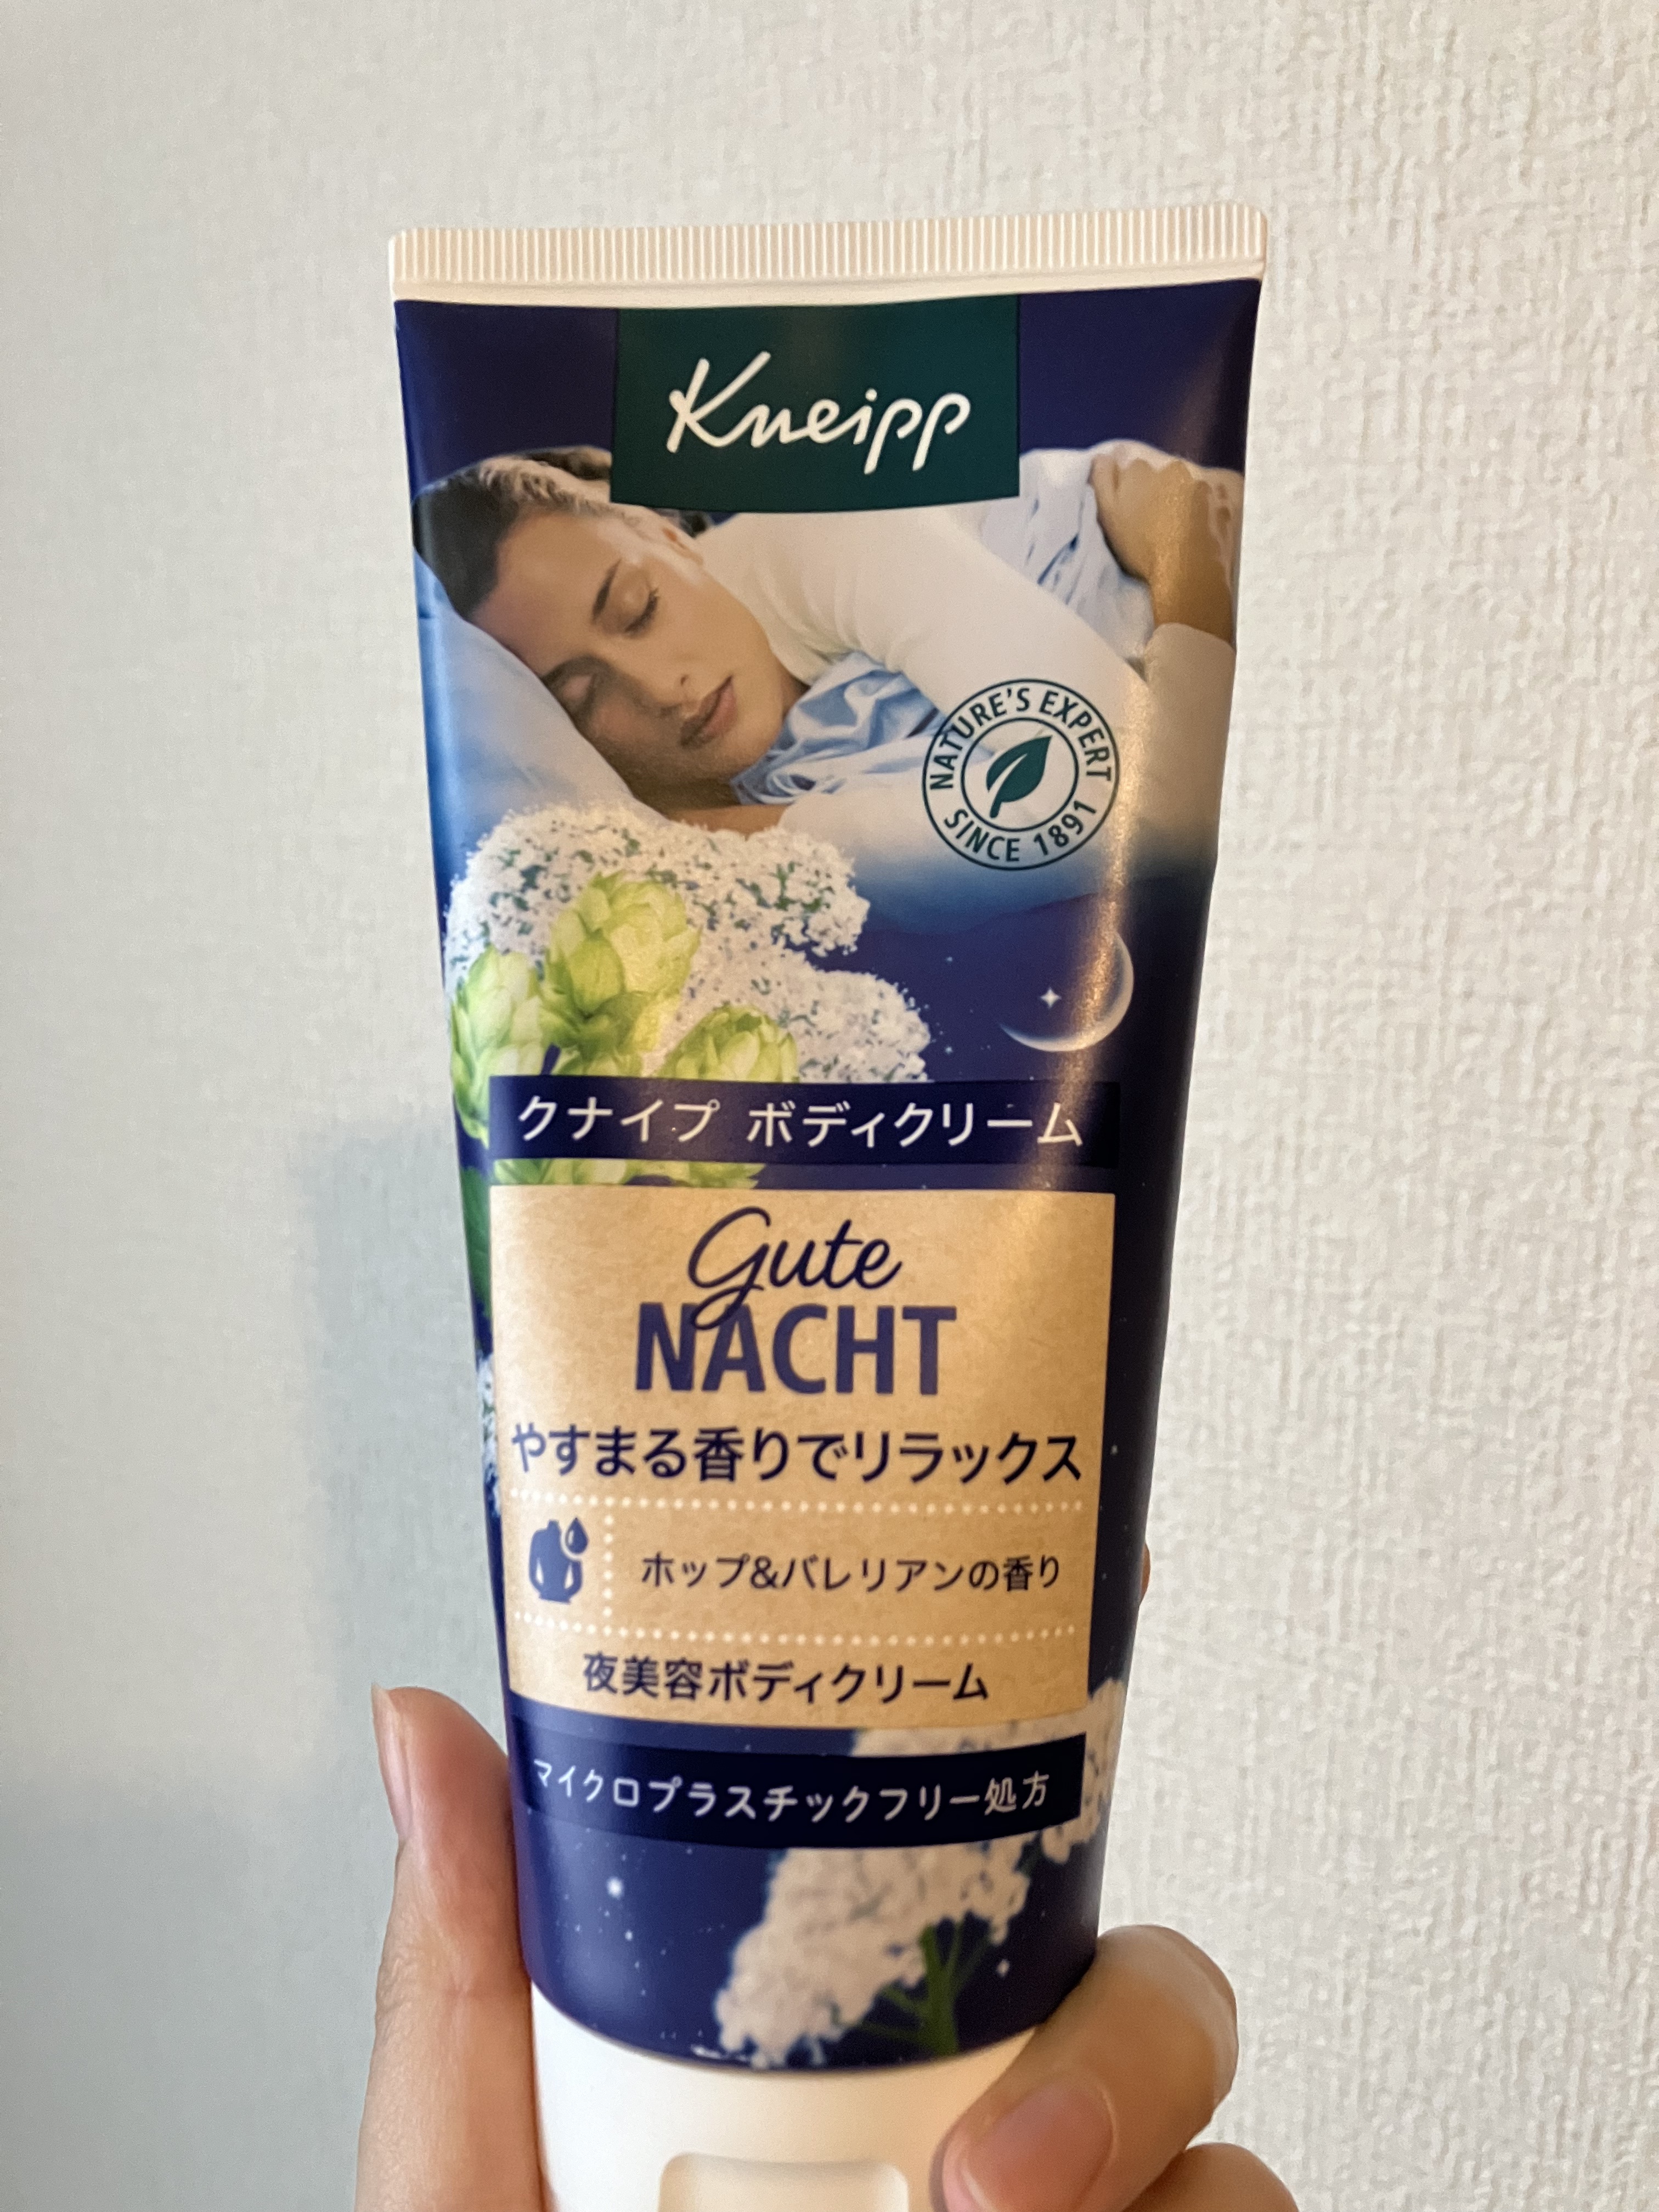 Kneipp
NATURE'S EXPERT
SINCE 1891
クナイプ ボディクリーム
Gute
NACHT
やすまる香りでリラックス
ホップ&バレリアンの香り
夜美容ボディクリーム
マイクロプラスチックフリー処方